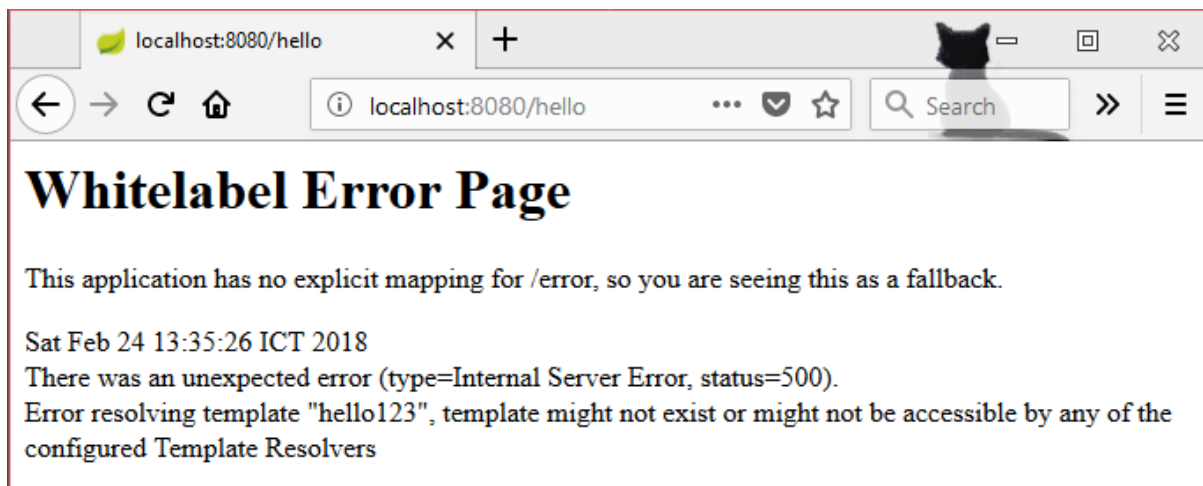 localhost:8080/hello
localhost:8080/hello
Search
Whitelabel Error Page
This application has no explicit mapping for /error, so you are seeing this as a fallback.
Sat Feb 24 13:35:26 ICT 2018
There was an unexpected error (type=Internal Server Error, status=500).
Error resolving template "hello123", template might not exist or might not be accessible by any of the
configured Template Resolvers